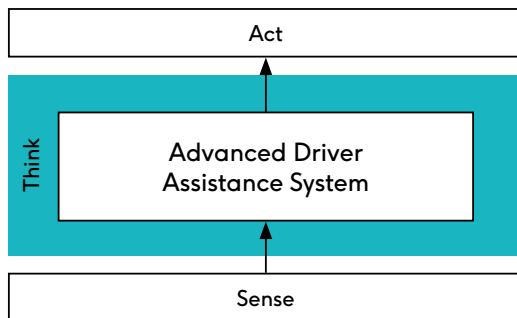 Act
Think
Advanced Driver
Assistance System
Sense